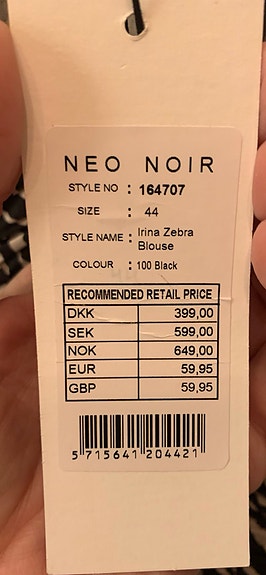 NEO NOIR
STYLE NO : 164707
SIZE : 44
STYLE NAME : Irina Zebra
Blouse
COLOUR : 100 Black
RECOMMENDED RETAIL PRICE
DKK 399,00
SEK 599,00
NOK 649,00
EUR 59,95
GBP 59,95
5 715641 204421